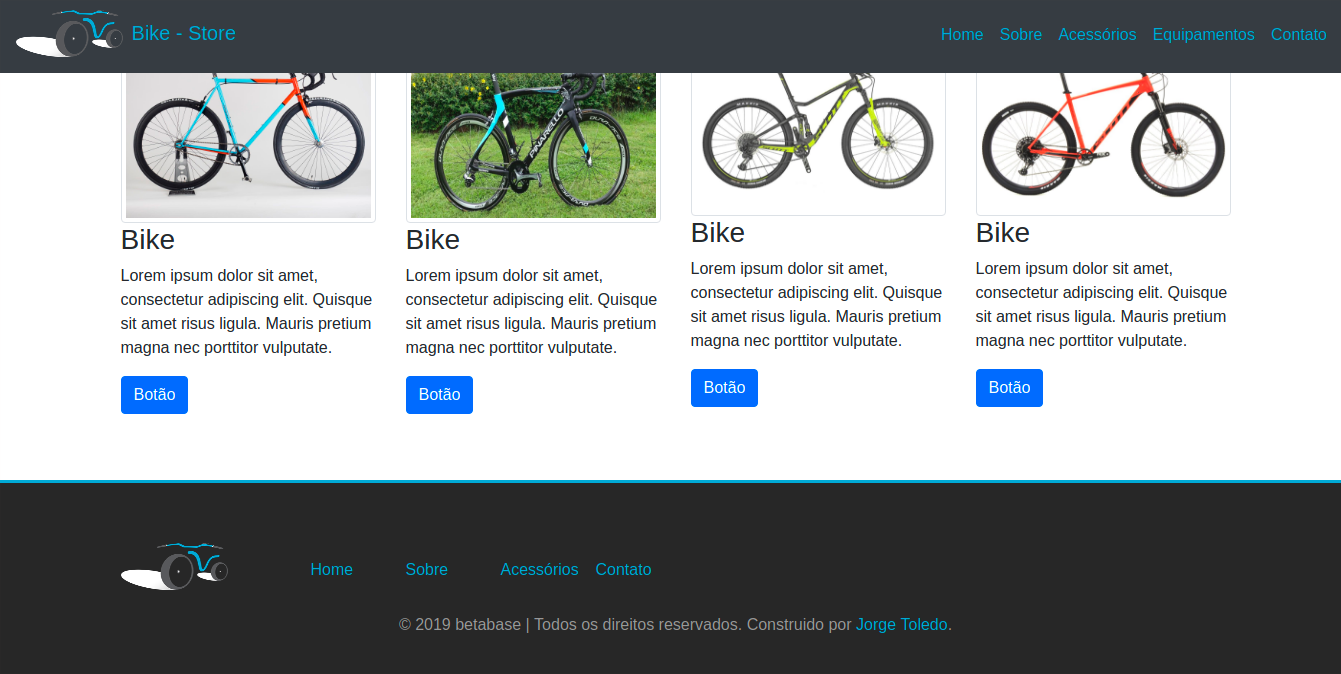 Bike - Store
Home Sobre Acessórios Equipamentos Contato
PINARELLO
Bike
Lorem ipsum dolor sit amet,
consectetur adipiscing elit. Quisque
sit amet risus ligula. Mauris pretium
magna nec porttitor vulputate.
Botão
Bike
Lorem ipsum dolor sit amet,
consectetur adipiscing elit. Quisque
sit amet risus ligula. Mauris pretium
magna nec porttitor vulputate.
Botão
Bike
Lorem ipsum dolor sit amet,
consectetur adipiscing elit. Quisque
sit amet risus ligula. Mauris pretium
magna nec porttitor vulputate.
Botão
Bike
Lorem ipsum dolor sit amet,
consectetur adipiscing elit. Quisque
sit amet risus ligula. Mauris pretium
magna nec porttitor vulputate.
Botão
Home Sobre Acessórios Contato
© 2019 betabase | Todos os direitos reservados. Construido por Jorge Toledo.